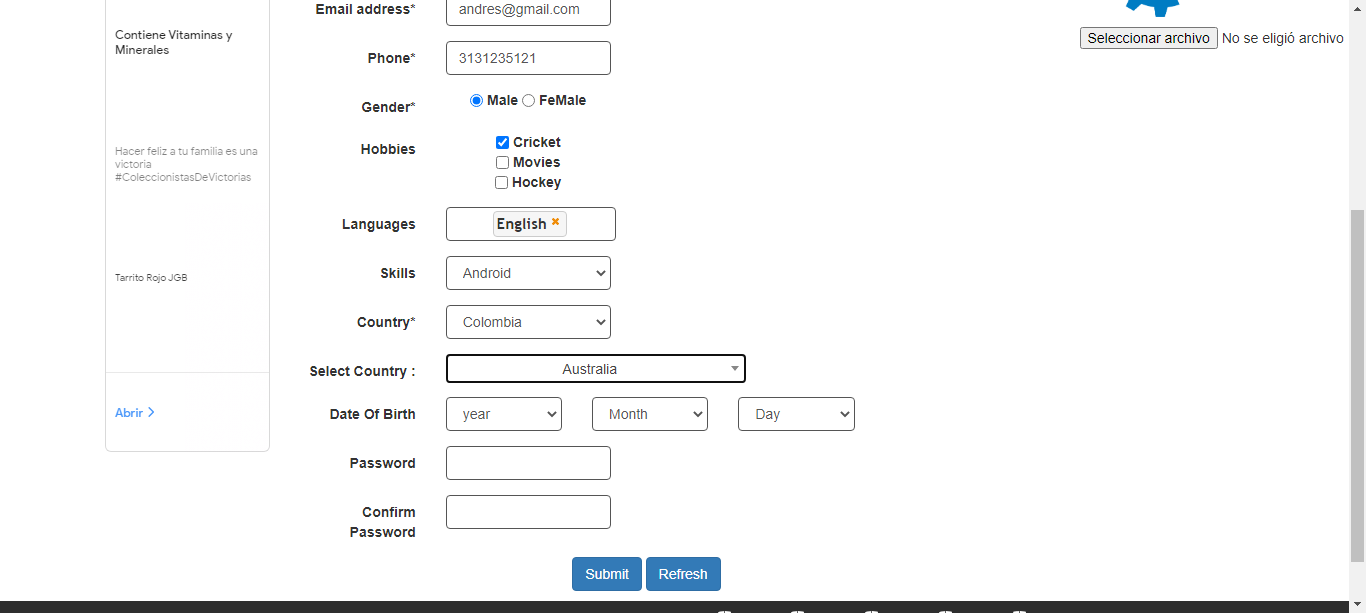 Contiene Vitaminas y
Minerales
Hacer feliz a tu familia es una
victoria
#ColeccionistasDeVictorias
Tarrito Rojo JGB
Abrir
Email address*
andres@gmail.com
Phone*
3131235121
Gender*
Male FeMale
Hobbies
Cricket
Movies
Hockey
Languages
English
Skills
Android
Country*
Colombia
Select Country :
Australia
Date Of Birth
year Month Day
Password
Confirm
Password
Submit Refresh
Seleccionar archivo No se eligió archivo